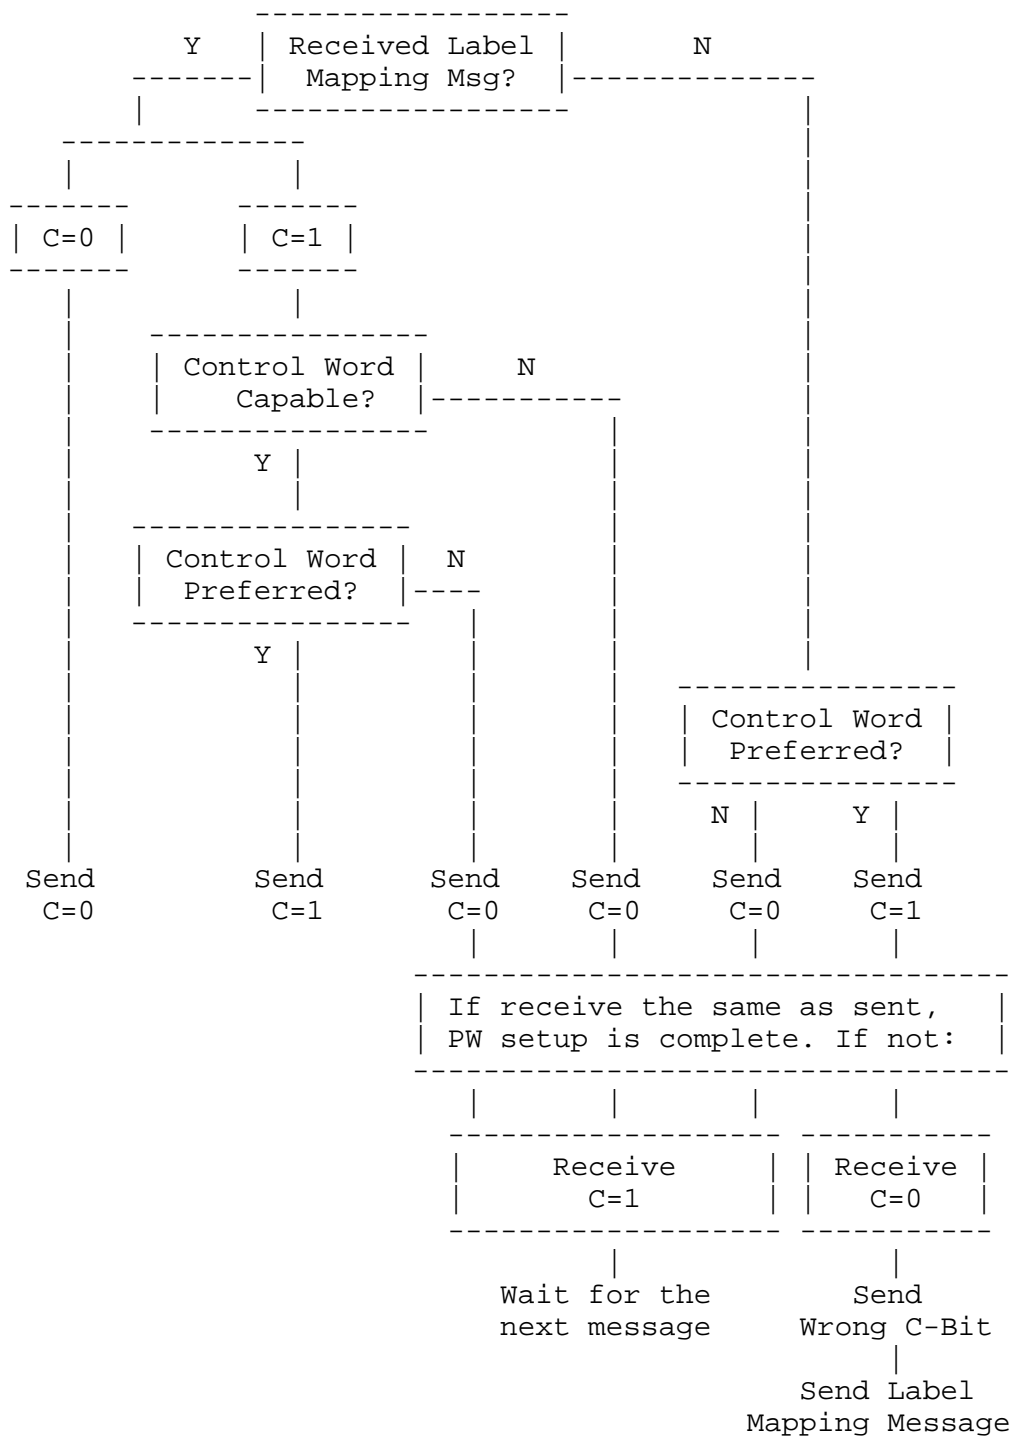 Y | Received Label | N
Mapping Msg?
C=0 C=1
Control Word N
Capable?
Y
Control Word N
Preferred?
Y
Control Word
Preferred?
N Y
Send Send Send Send Send Send
C=0 C=1 C=0 C=0 C=0 C=1
If receive the same as sent,
PW setup is complete. If not:
Receive Receive
C=1 C=0
Wait for the Send
next message Wrong C-Bit
Send Label
Mapping Message